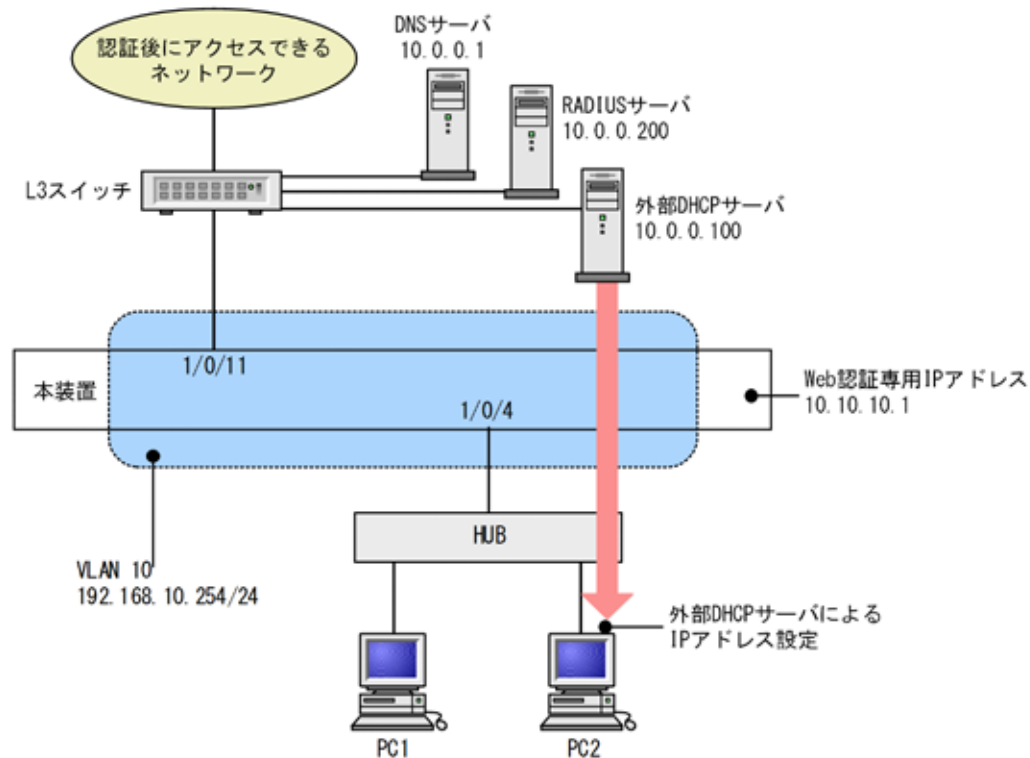 認証後にアクセスできる
ネットワーク
DNSサーバ
10.0.0.1
RADIUSサーバ
10.0.0.200
L3スイッチ
外部DHCPサーバ
10.0.0.100
1/0/11
本装置
Web認証専用IPアドレス
10.10.10.1
1/0/4
HUB
VLAN 10
192.168.10.254/24
外部DHCPサーバによる
IPアドレス設定
PC1
PC2